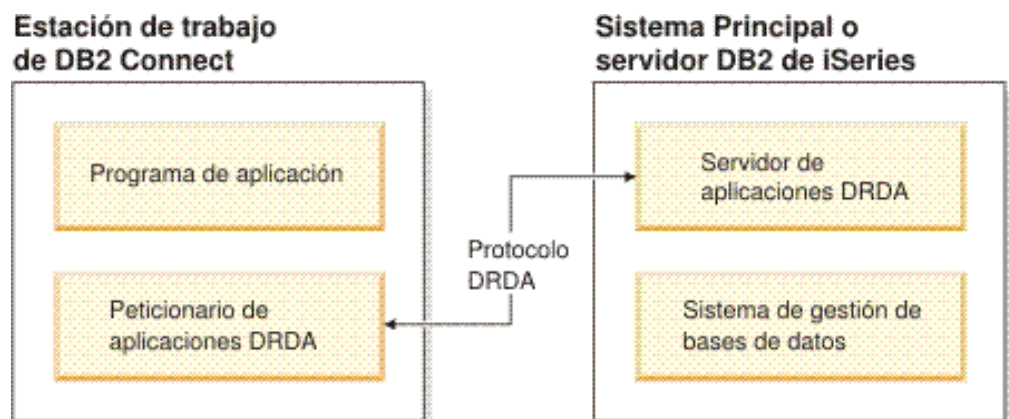 Estación de trabajo
de DB2 Connect
Programa de aplicación
Peticionario de
aplicaciones DRDA
Protocolo
DRDA
Sistema Principal o
servidor DB2 de iSeries
Servidor de
aplicaciones DRDA
Sistema de gestión de
bases de datos